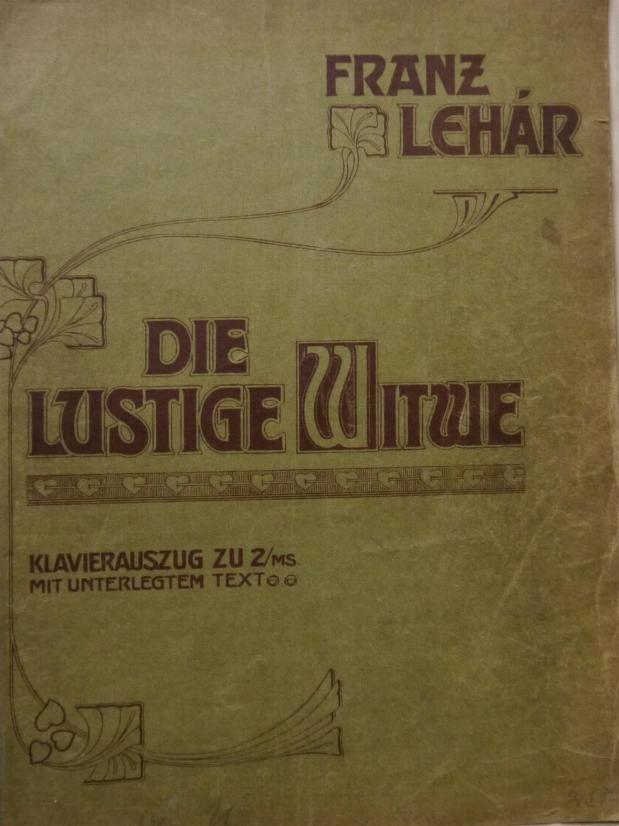 FRANZ
LEHÁR
DIE
LUSTIGE WITWE
KLAVIERAUSZUG ZU 2/MS.
MIT UNTERLEGTEM TEXT